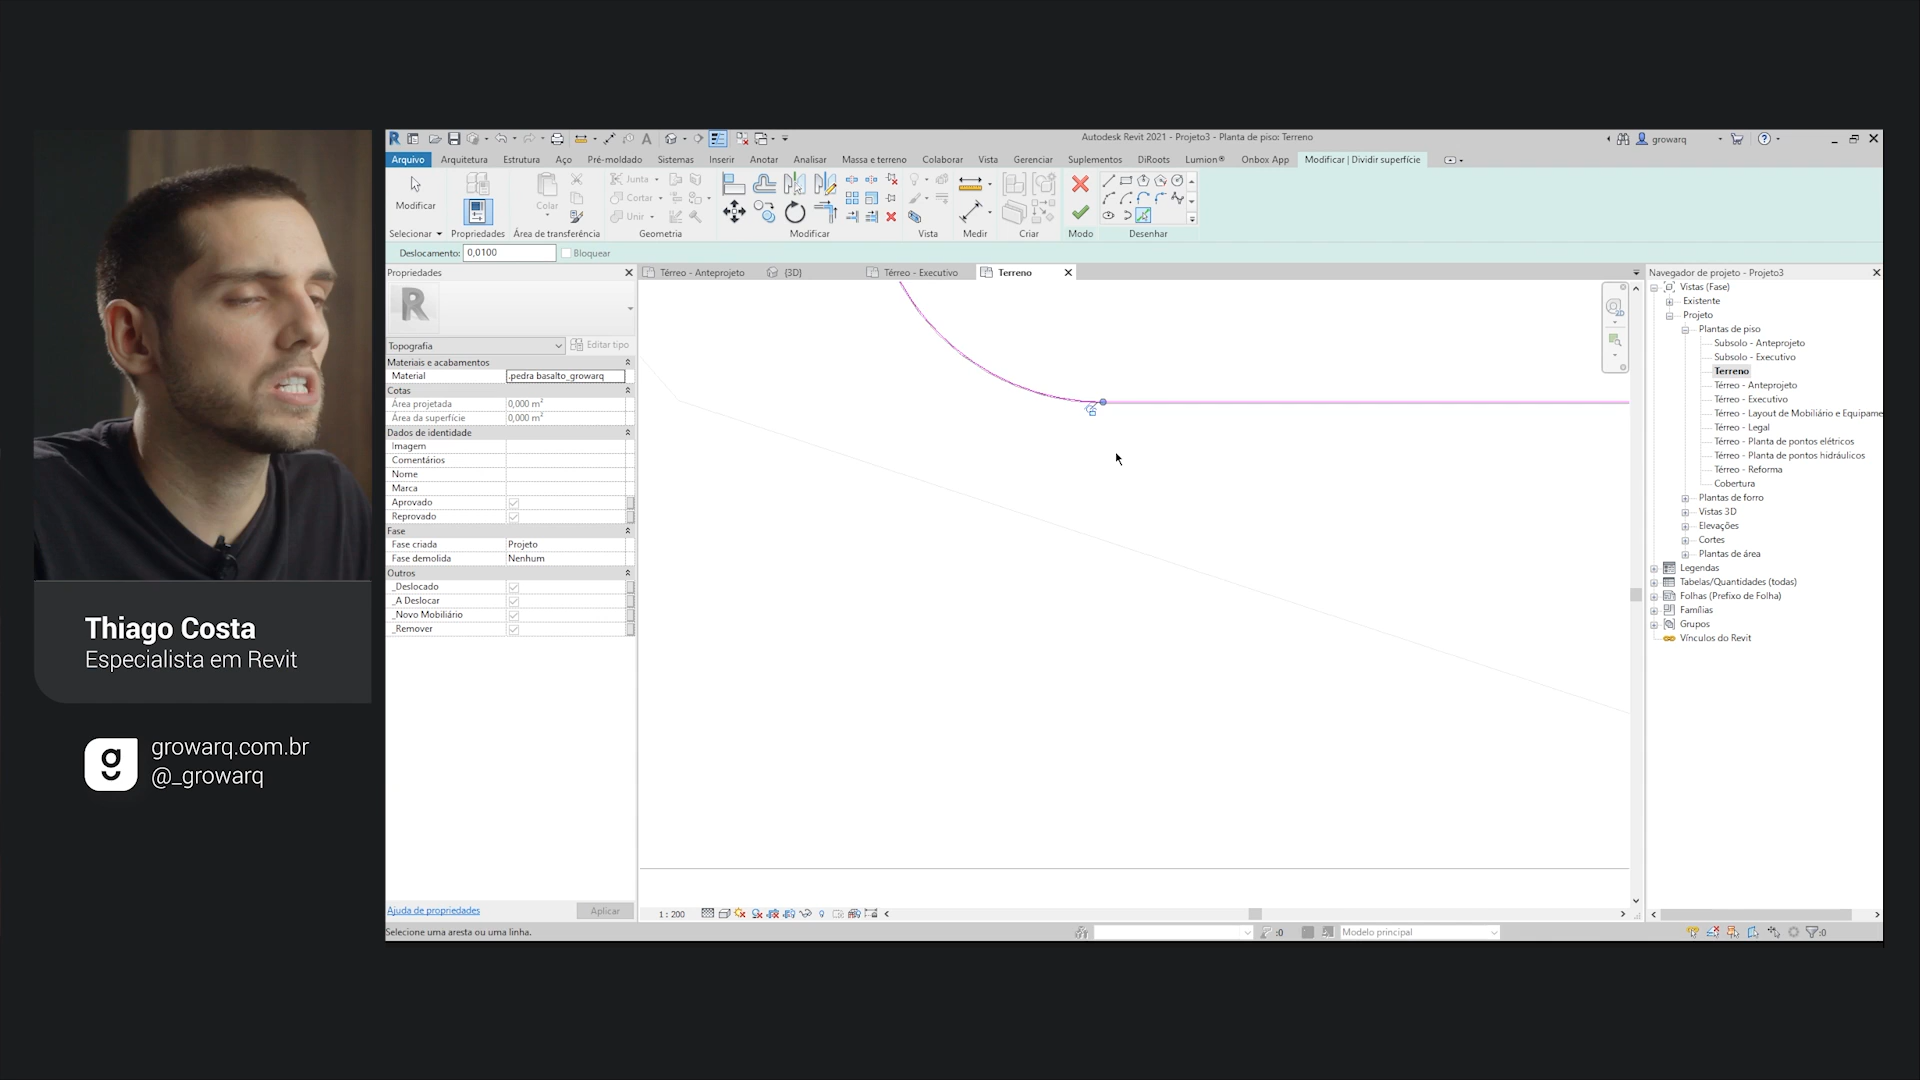 Autodesk Revit 2021 - Projeto3 - Planta de piso: Terreno
growarq
Arquivo Arquitetura Estrutura Aço Pré-moldado Sistemas Inserir Anotar Analisar Massa e terreno Colaborar Vista Gerenciar Suplementos DiRoots Lumion® Onbox App Modificar | Dividir superfície
Modificar
Colar
Junta
Cortar
Unir
Selecionar Propriedades Área de transferência Geometria Modificar Vista Medir Criar Modo Desenhar
Deslocamento: 0,0100 Bloquear
Propriedades
Térreo - Anteprojeto {3D} Térreo - Executivo Terreno
Topografia Editar tipo
Materiais e acabamentos
Material .pedra basalto_growarq
Cotas
Área projetada 0,000 m²
Área da superfície 0,000 m²
Dados de identidade
Imagem
Comentários
Nome
Marca
Aprovado
Reprovado
Fase
Fase criada Projeto
Fase demolida Nenhum
Outros
_Deslocado
_A Deslocar
_Novo Mobiliário
_Remover
Ajuda de propriedades Aplicar
1 : 200
Selecione uma aresta ou uma linha.
:0
Modelo principal
:0
Navegador de projeto - Projeto3
Vistas (Fase)
Existente
Projeto
Plantas de piso
Subsolo - Anteprojeto
Subsolo - Executivo
Terreno
Térreo - Anteprojeto
Térreo - Executivo
Térreo - Layout de Mobiliário e Equipame
Térreo - Legal
Térreo - Planta de pontos elétricos
Térreo - Planta de pontos hidráulicos
Térreo - Reforma
Cobertura
Plantas de forro
Vistas 3D
Elevações
Cortes
Plantas de área
Legendas
Tabelas/Quantidades (todas)
Folhas (Prefixo de Folha)
Famílias
Grupos
Vínculos do Revit
Thiago Costa
Especialista em Revit
g
growarq.com.br
@_growarq